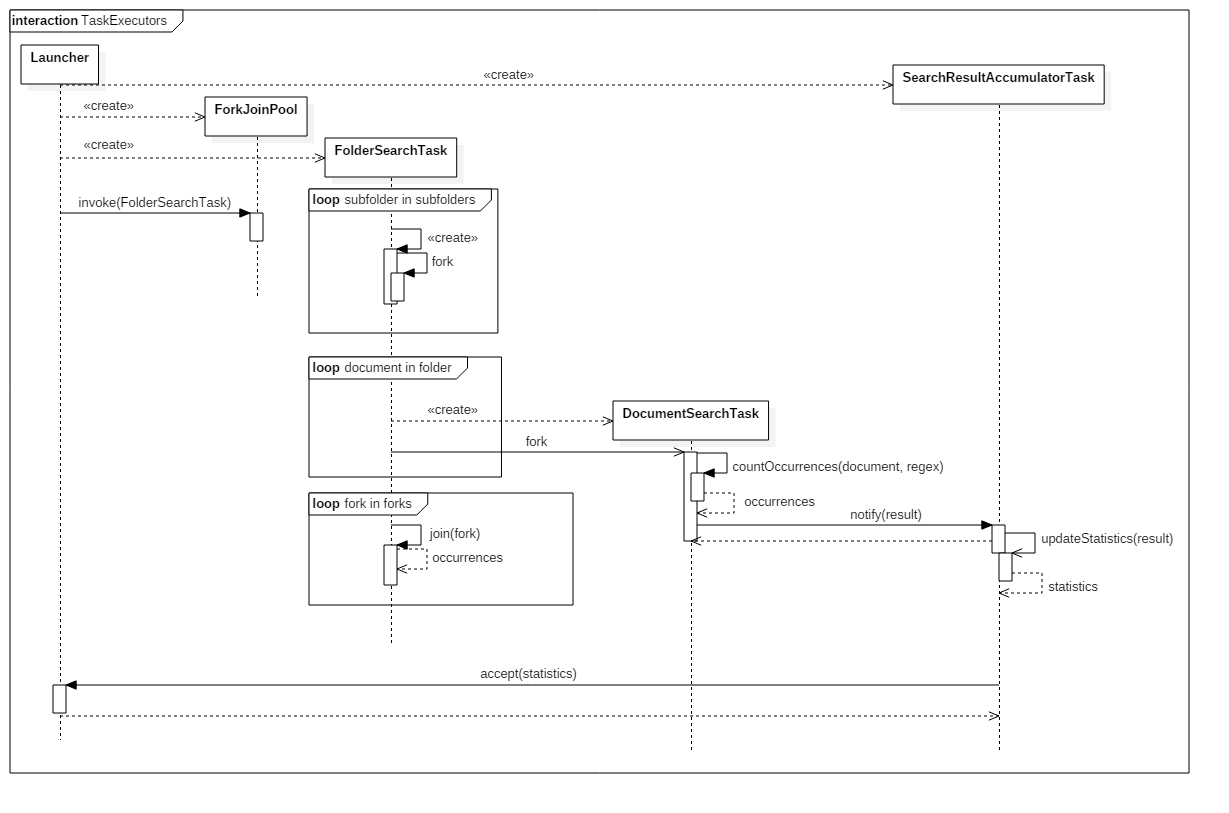 interaction TaskExecutors
Launcher
«create»
SearchResultAccumulatorTask
«create»
ForkJoinPool
«create»
FolderSearchTask
invoke(FolderSearchTask)
loop subfolder in subfolders
«create»
fork
loop document in folder
«create»
DocumentSearchTask
fork
countOccurrences(document, regex)
occurrences
notify(result)
loop fork in forks
join(fork)
occurrences
updateStatistics(result)
statistics
accept(statistics)